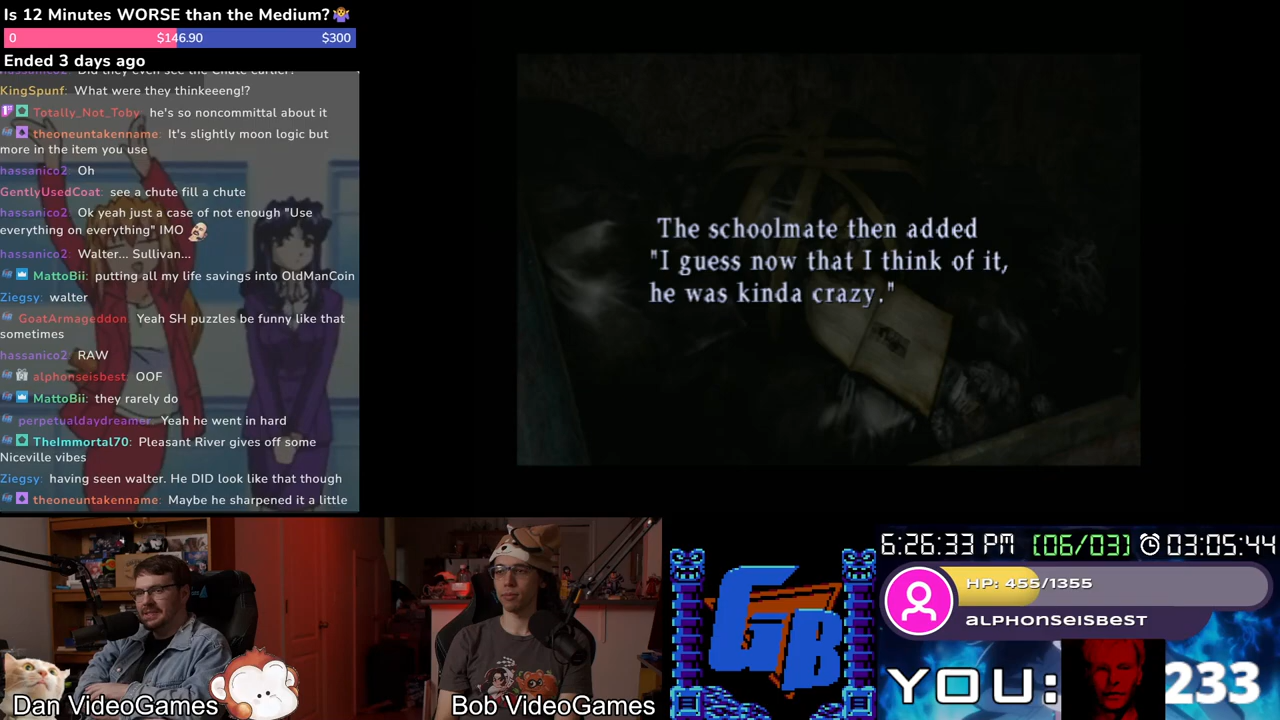 Is 12 Minutes WORSE than the Medium?🤷‍♀️
0 $146.90 $300
Ended 3 days ago
hassanico2: Did they even see the Chute earlier?
KingSpunf: What were they thinkeeeng!?
Totally_Not_Toby: he's so noncommittal about it
theoneuntakenname: It's slightly moon logic but
more in the item you use
hassanico2: Oh
GentlyUsedCoat: see a chute fill a chute
hassanico2: Ok yeah just a case of not enough "Use
everything on everything" IMO
hassanico2: Walter... Sullivan...
MattoBii: putting all my life savings into OldManCoin
Ziegsy: walter
GoatArmageddon: Yeah SH puzzles be funny like that
sometimes
hassanico2: RAW
alphonseisbest: OOF
MattoBii: they rarely do
perpetualdaydreamer: Yeah he went in hard
TheImmortal70: Pleasant River gives off some
Niceville vibes
Ziegsy: having seen walter. He DID look like that though
theoneuntakenname: Maybe he sharpened it a little
The schoolmate then added
"I guess now that I think of it,
he was kinda crazy."
Dan VideoGames
Bob VideoGames
GB
6:26:33 PM [06/03] 03:05:44
HP: 455/1355
alphonseisbest
YOU: 233